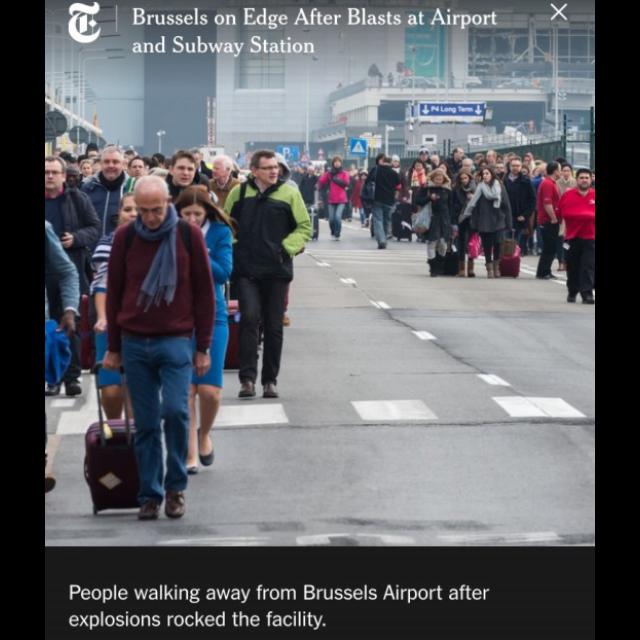 Brussels on Edge After Blasts at Airport
and Subway Station
P4 Long Term
P
People walking away from Brussels Airport after
explosions rocked the facility.